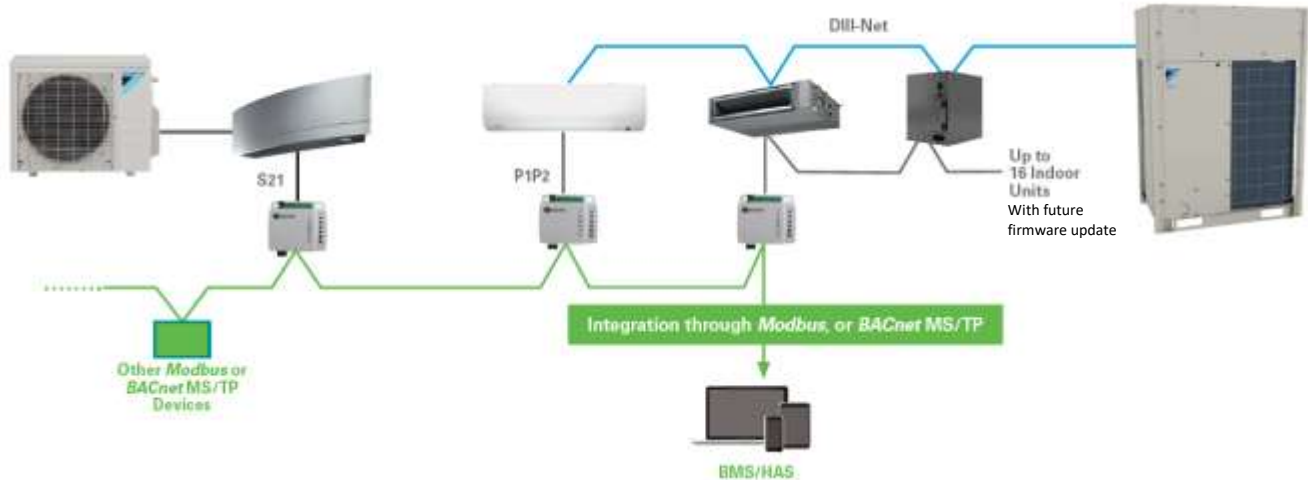 DIII-Net
S21
P1P2
Up to
16 Indoor
Units
With future
firmware update
Integration through Modbus, or BACnet MS/TP
Other Modbus or
BACnet MS/TP
Devices
BMS/HAS